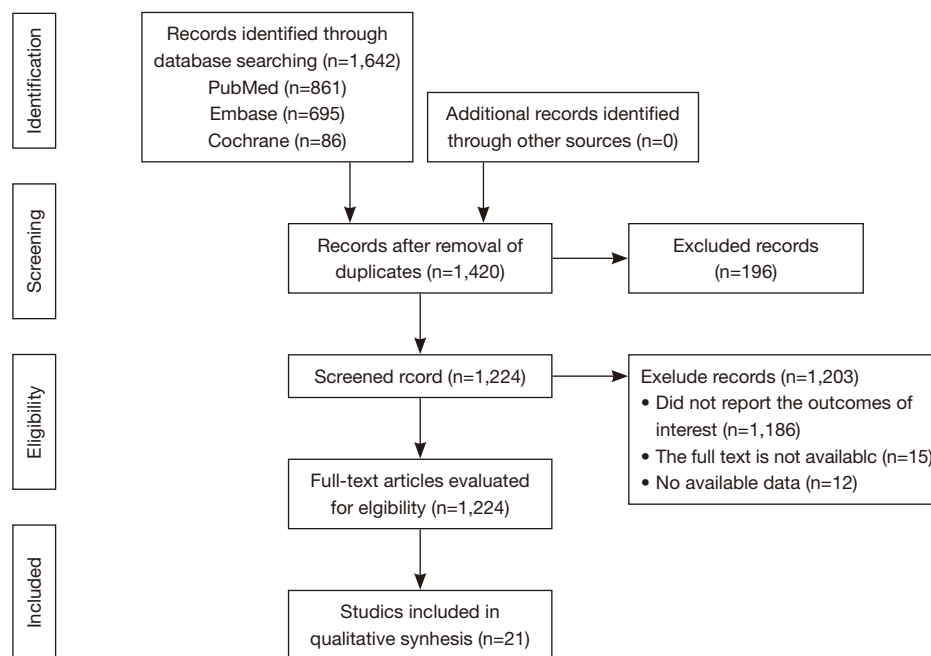 Identification
Records identified through
database searching (n=1,642)
PubMed (n=861)
Embase (n=695)
Cochrane (n=86)
Additional records identified
through other sources (n=0)
Screening
Records after removal of
duplicates (n=1,420)
Excluded records
(n=196)
Eligibility
Screened rcord (n=1,224)
Exelude records (n=1,203)
• Did not report the outcomes of
interest (n=1,186)
• The full text is not availablc (n=15)
• No available data (n=12)
Full-text articles evaluated
for elgibility (n=1,224)
Included
Studics included in
qualitative synhesis (n=21)